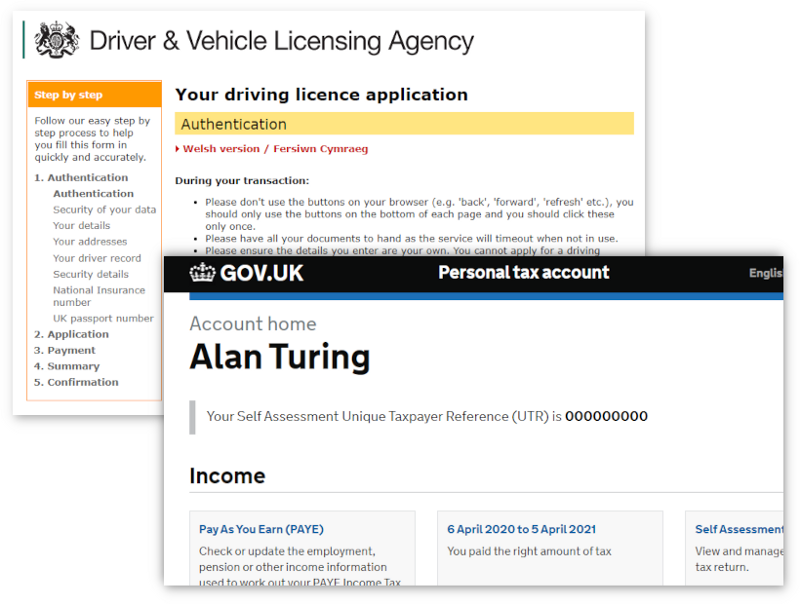 Driver & Vehicle Licensing Agency
Step by step
Follow our easy step by
step process to help
you fill this form in
quickly and accurately.
1. Authentication
Authentication
Security of your data
Your details
Your addresses
Your driver record
Security details
National Insurance
number
UK passport number
2. Application
3. Payment
4. Summary
5. Confirmation
Your driving licence application
Authentication
Welsh version / Fersiwn Cymraeg
During your transaction:
• Please don't use the buttons on your browser (e.g. 'back', 'forward', 'refresh' etc.), you
should only use the buttons on the bottom of each page and you should click these
only once.
• Please have all your documents to hand as the service will timeout when not in use.
• Please ensure the details you enter are your own. You cannot apply for a driving
GOV.UK
Personal tax account
Englis
Account home
Alan Turing
Your Self Assessment Unique Taxpayer Reference (UTR) is 000000000
Income
Pay As You Earn (PAYE)
Check or update the employment,
pension or other income information
used to work out your PAYE Income Tax
6 April 2020 to 5 April 2021
You paid the right amount of tax
Self Assessment
View and manage
tax return.